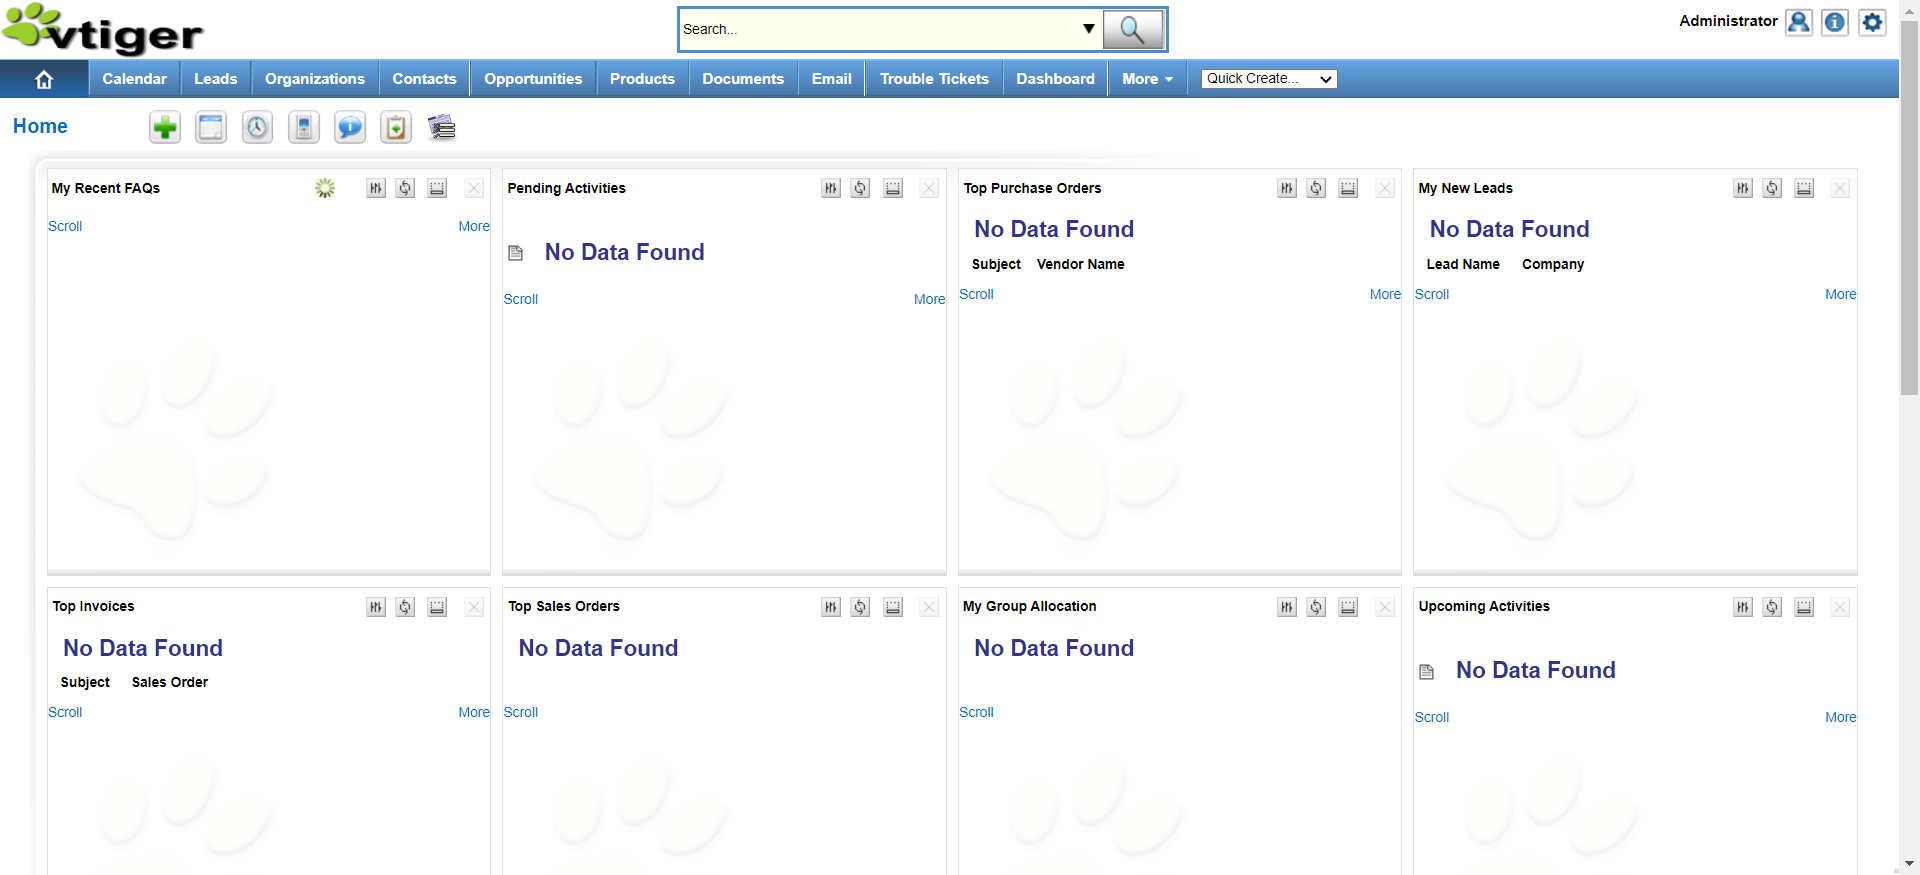 vtiger
Search...
Administrator
Calendar Leads Organizations Contacts Opportunities Products Documents Email Trouble Tickets Dashboard More Quick Create...
Home
My Recent FAQs
Scroll More
Pending Activities
No Data Found
Scroll More
Top Purchase Orders
No Data Found
Subject Vendor Name
Scroll More
My New Leads
No Data Found
Lead Name Company
Scroll More
Top Invoices
No Data Found
Subject Sales Order
Scroll More
Top Sales Orders
No Data Found
Scroll
My Group Allocation
No Data Found
Scroll
Upcoming Activities
No Data Found
Scroll More